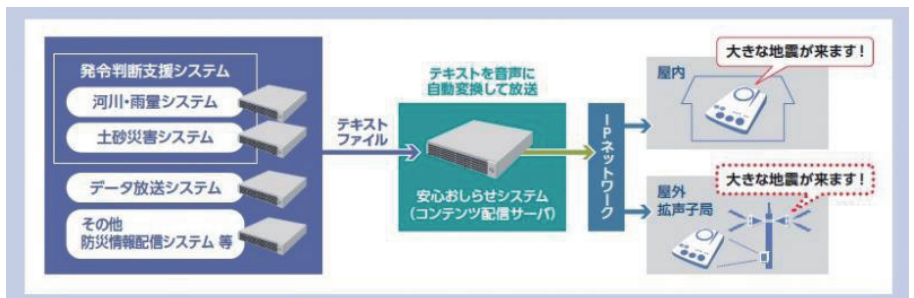 発令判断支援システム
河川・雨量システム
土砂災害システム
データ放送システム
その他
防災情報配信システム 等
テキスト
ファイル
テキストを音声に
自動変換して放送
安心おしらせシステム
（コンテンツ配信サーバ）
IPネットワーク
大きな地震が来ます！
屋内
大きな地震が来ます！
屋外
拡声子局